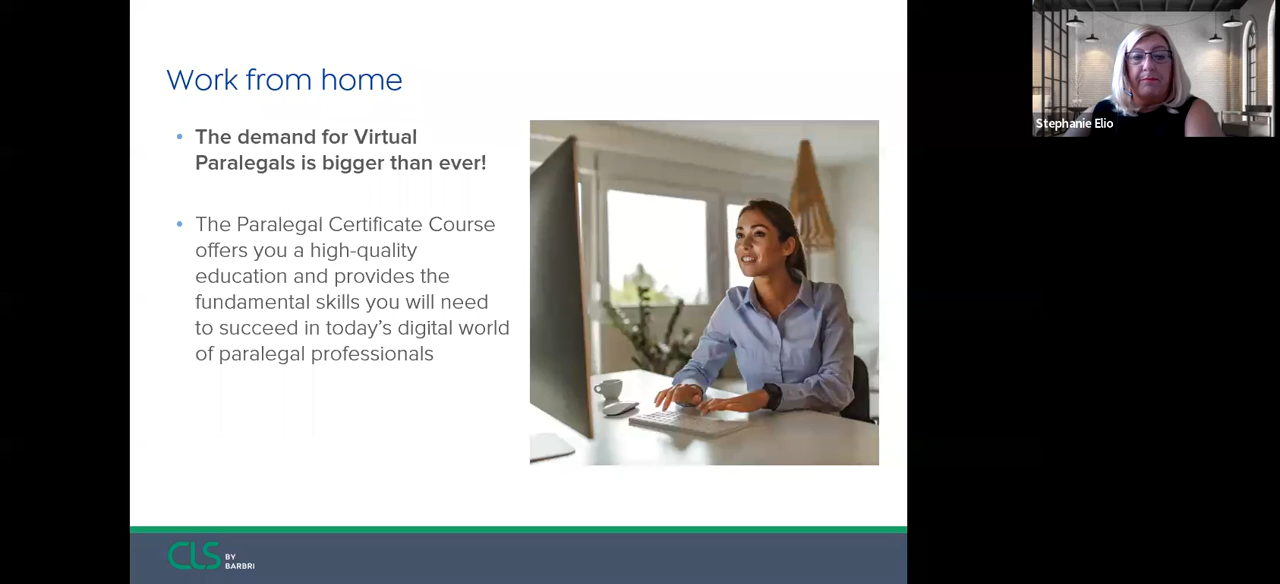 Work from home
The demand for Virtual
Paralegals is bigger than ever!
The Paralegal Certificate Course
offers you a high-quality
education and provides the
fundamental skills you will need
to succeed in today’s digital world
of paralegal professionals
CLS BY
BARBRI
Stephanie Elio